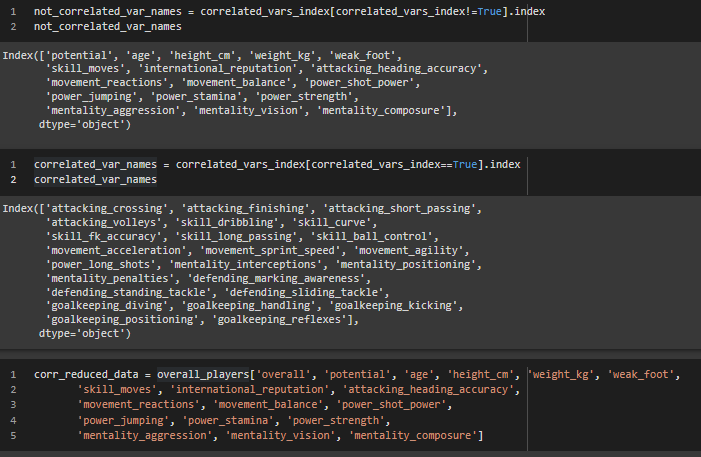 1 not_correlated_var_names = correlated_vars_index[correlated_vars_index!=True].index
2 not_correlated_var_names
Index(['potential', 'age', 'height_cm', 'weight_kg', 'weak_foot',
'skill_moves', 'international_reputation', 'attacking_heading_accuracy',
'movement_reactions', 'movement_balance', 'power_shot_power',
'power_jumping', 'power_stamina', 'power_strength',
'mentality_aggression', 'mentality_vision', 'mentality_composure'],
dtype='object')
1 correlated_var_names = correlated_vars_index[correlated_vars_index==True].index
2 correlated_var_names
Index(['attacking_crossing', 'attacking_finishing', 'attacking_short_passing',
'attacking_volleys', 'skill_dribbling', 'skill_curve',
'skill_fk_accuracy', 'skill_long_passing', 'skill_ball_control',
'movement_acceleration', 'movement_sprint_speed', 'movement_agility',
'power_long_shots', 'mentality_interceptions', 'mentality_positioning',
'mentality_penalties', 'defending_marking_awareness',
'defending_standing_tackle', 'defending_sliding_tackle',
'goalkeeping_diving', 'goalkeeping_handling', 'goalkeeping_kicking',
'goalkeeping_positioning', 'goalkeeping_reflexes'],
dtype='object')
1 corr_reduced_data = overall_players['overall', 'potential', 'age', 'height_cm', 'weight_kg', 'weak_foot',
2 'skill_moves', 'international_reputation', 'attacking_heading_accuracy',
3 'movement_reactions', 'movement_balance', 'power_shot_power',
4 'power_jumping', 'power_stamina', 'power_strength',
5 'mentality_aggression', 'mentality_vision', 'mentality_composure']